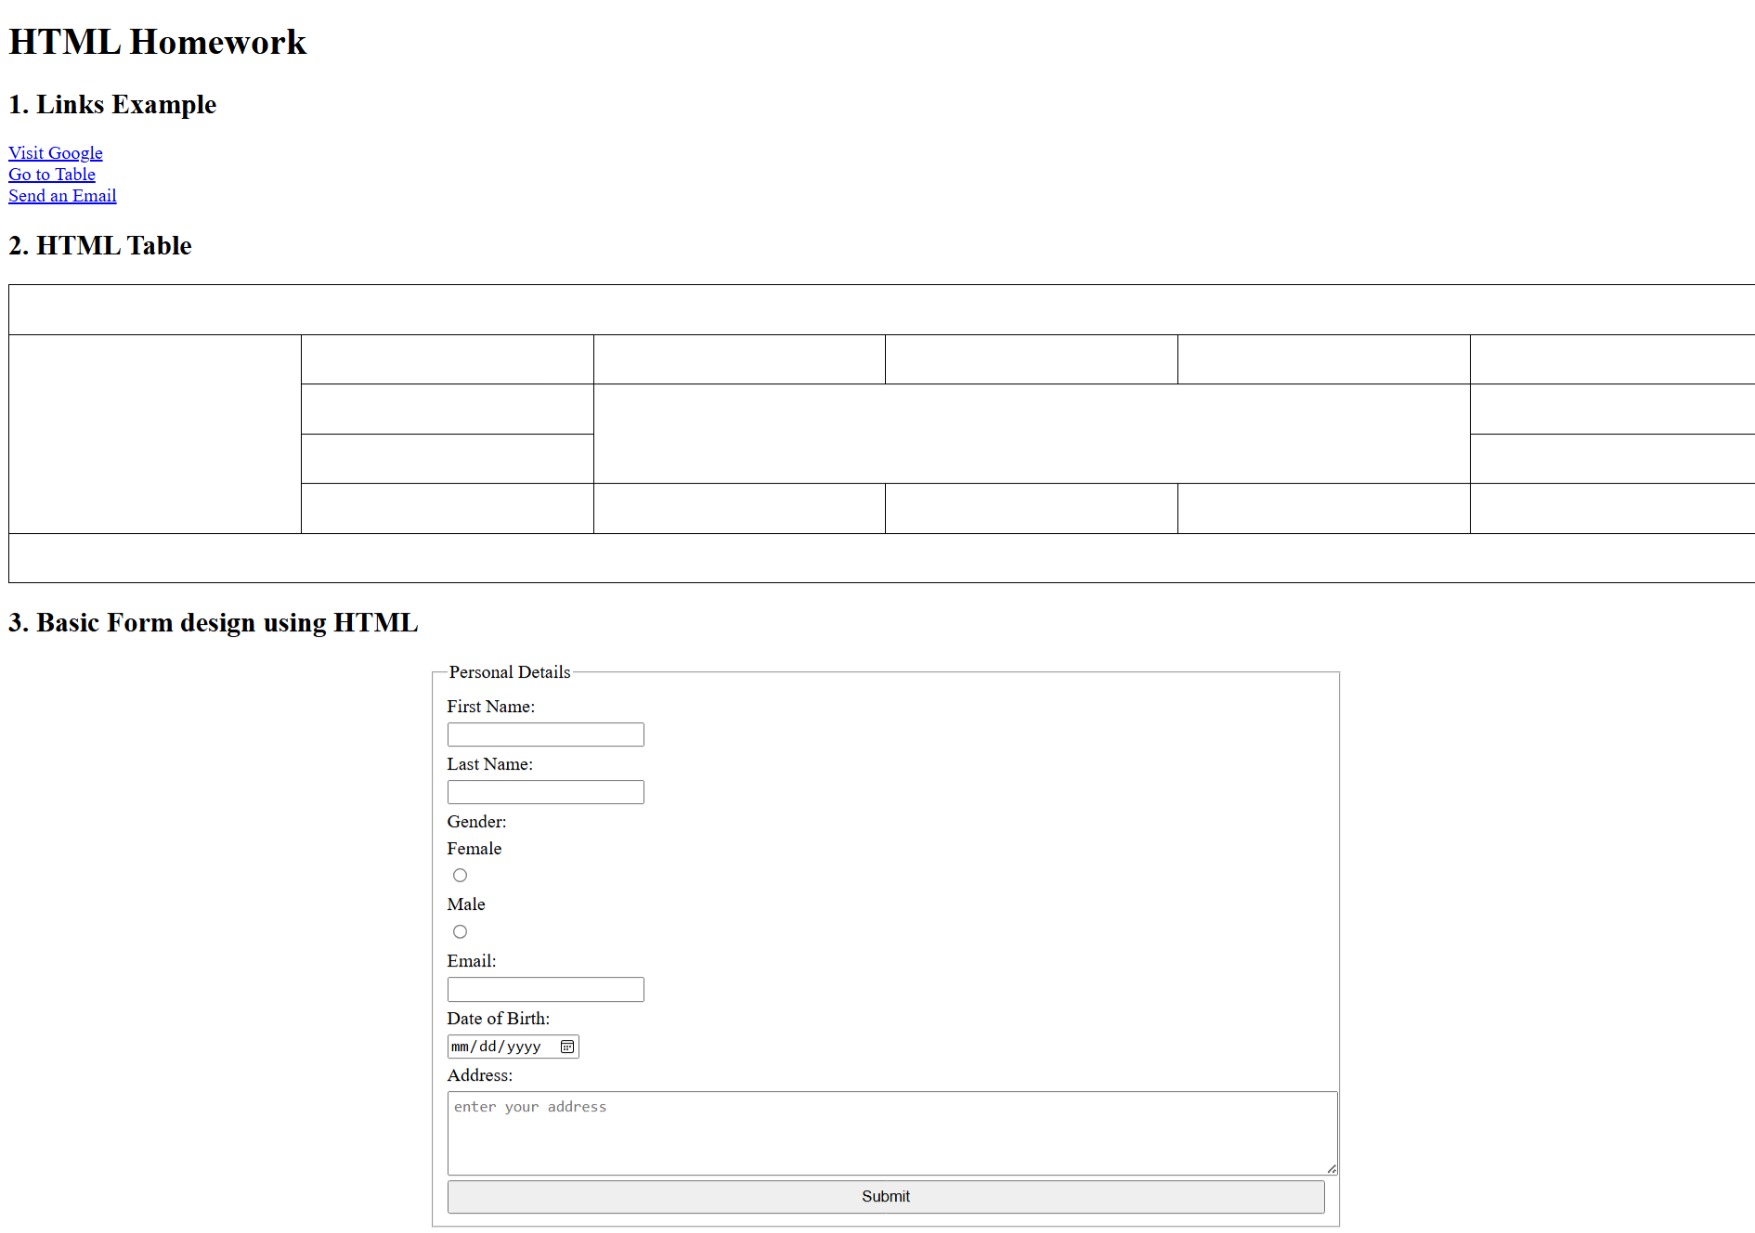 HTML Homework
1. Links Example
Visit Google
Go to Table
Send an Email
2. HTML Table
3. Basic Form design using HTML
Personal Details
First Name:
Last Name:
Gender:
Female
Male
Email:
Date of Birth:
mm/dd/yyyy
Address:
enter your address
Submit